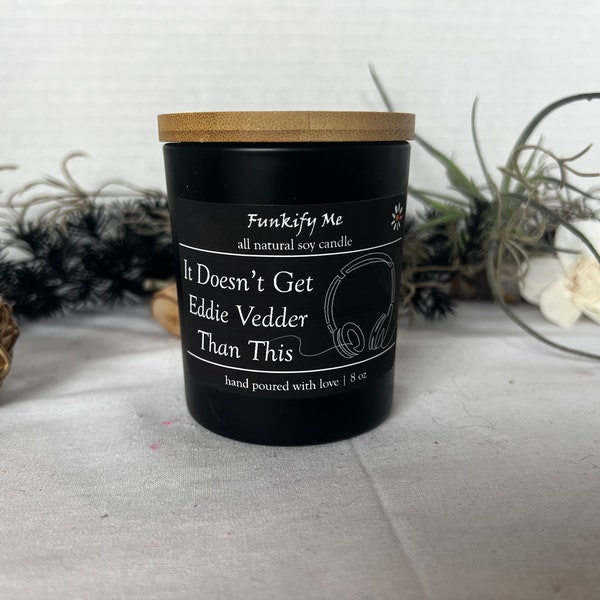 Funkify Me
all natural soy candle
It Doesn't Get
Eddie Vedder
Than This
hand poured with love | 8 oz